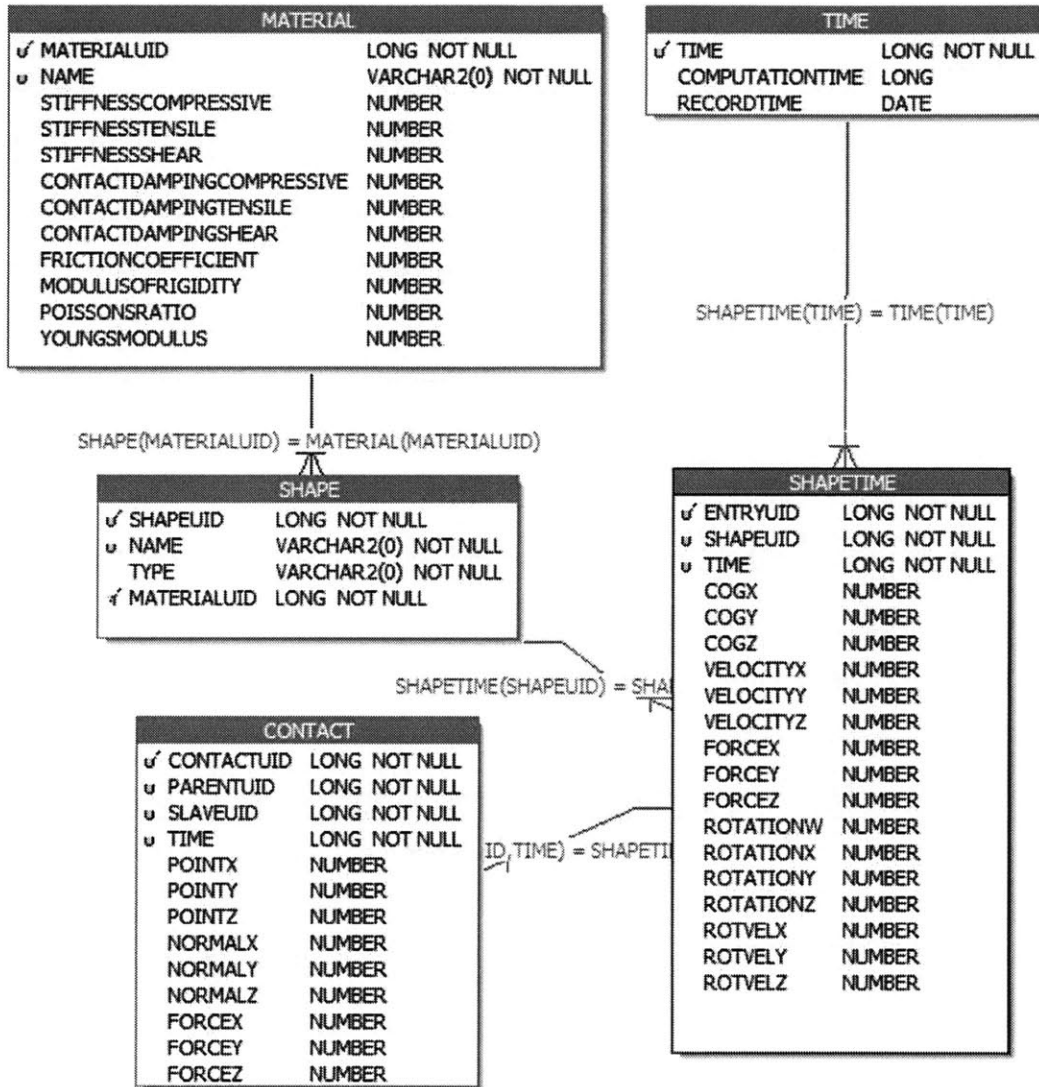 MATERIAL
MATERIALUID LONG NOT NULL
NAME VARCHAR2(0) NOT NULL
STIFFNESSCOMPRESSIVE NUMBER
STIFFNESSTENSILE NUMBER
STIFFNESSSHEAR NUMBER
CONTACTDAMPINGCOMPRESSIVE NUMBER
CONTACTDAMPINGTENSILE NUMBER
CONTACTDAMPINGSHEAR NUMBER
FRICTIONCOEFFICIENT NUMBER
MODULUSOFRIGIDITY NUMBER
POISSONSRATIO NUMBER
YOUNGSMODULUS NUMBER
TIME
TIME LONG NOT NULL
COMPUTATIONTIME LONG
RECORDTIME DATE
SHAPETIME(TIME) = TIME(TIME)
SHAPE(MATERIALUID) = MATERIAL(MATERIALUID)
SHAPE
SHAPEUID LONG NOT NULL
NAME VARCHAR2(0) NOT NULL
TYPE VARCHAR2(0) NOT NULL
MATERIALUID LONG NOT NULL
SHAPETIME(SHAPEUID) = SHA
CONTACT
CONTACTUID LONG NOT NULL
PARENTUID LONG NOT NULL
SLAVEUID LONG NOT NULL
TIME LONG NOT NULL
POINTX NUMBER
POINTY NUMBER
POINTZ NUMBER
NORMALX NUMBER
NORMALY NUMBER
NORMALZ NUMBER
FORCEX NUMBER
FORCEY NUMBER
FORCEZ NUMBER
ID,TIME) = SHAPETI
SHAPETIME
ENTRYUID LONG NOT NULL
SHAPEUID LONG NOT NULL
TIME LONG NOT NULL
COGX NUMBER
COGY NUMBER
COGZ NUMBER
VELOCITYX NUMBER
VELOCITYY NUMBER
VELOCITYZ NUMBER
FORCEX NUMBER
FORCEY NUMBER
FORCEZ NUMBER
ROTATIONW NUMBER
ROTATIONX NUMBER
ROTATIONY NUMBER
ROTATIONZ NUMBER
ROTVELX NUMBER
ROTVELY NUMBER
ROTVELZ NUMBER